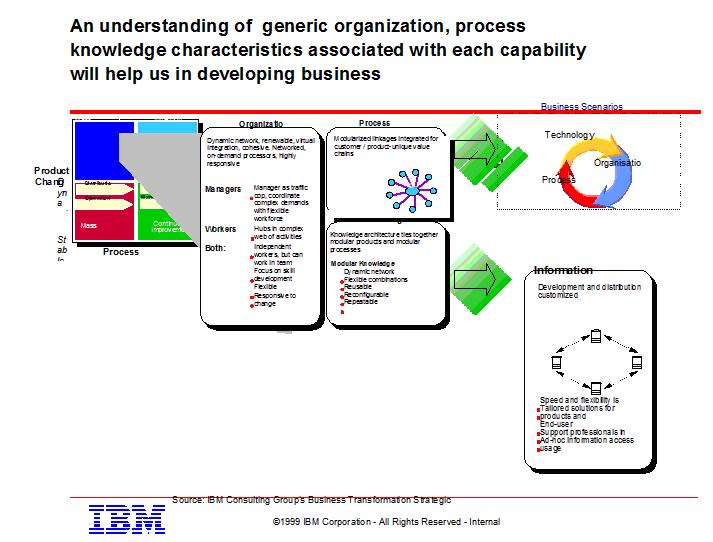 An understanding of generic organization, process
knowledge characteristics associated with each capability
will help us in developing business
Business Scenarios
Technology
Organisatio
Process
Organizatio
Dynamic network, renewable, virtual
integration, cohesive. Networked,
on-demand processors, highly
responsive
Managers
Manager as traffic
cop, coordinate
complex demands
with flexible
workforce
Workers
Hubs in complex
web of activities
Both:
Independent
workers, but can
work in team
Focus on skill
development
Flexible
Responsive to
change
Process
Modularized linkages integrated for
customer / product-unique value
chains
Knowledge architecture ties together
modular products and modular
processes
Modular Knowledge
Dynamic network
Flexible combinations
Reusable
Reconfigurable
Repeatable
Product
Chang
yn
a
St
ab
Mass
Continu
Improveme
Process
Information
Development and distribution
customized
Speed and flexibility is
Tailored solutions for
products and
End-user
Support professionals in
Ad-hoc information access
usage
Source: IBM Consulting Group's Business Transformation Strategic
IBM
©1999 IBM Corporation - All Rights Reserved - Internal